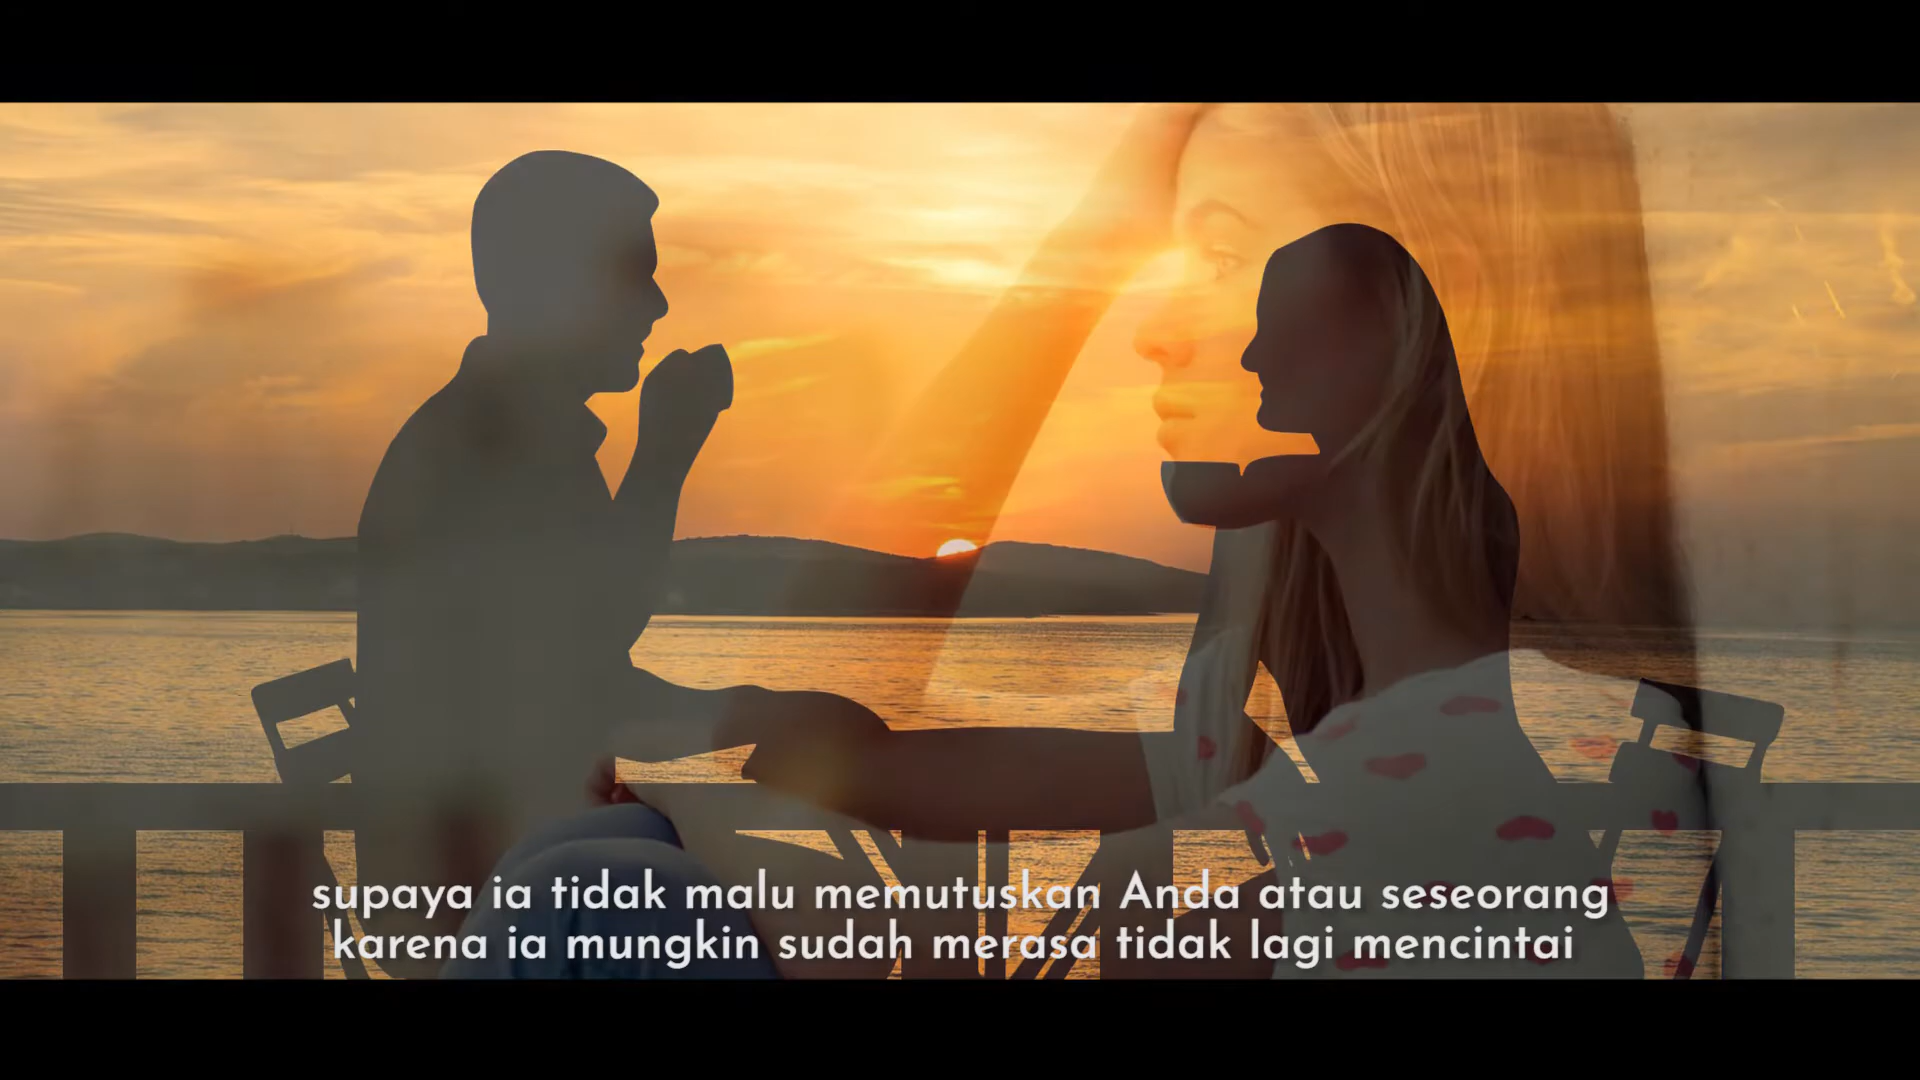 supaya ia tidak malu memutuskan Anda atau seseorang
karena ia mungkin sudah merasa tidak lagi mencintai